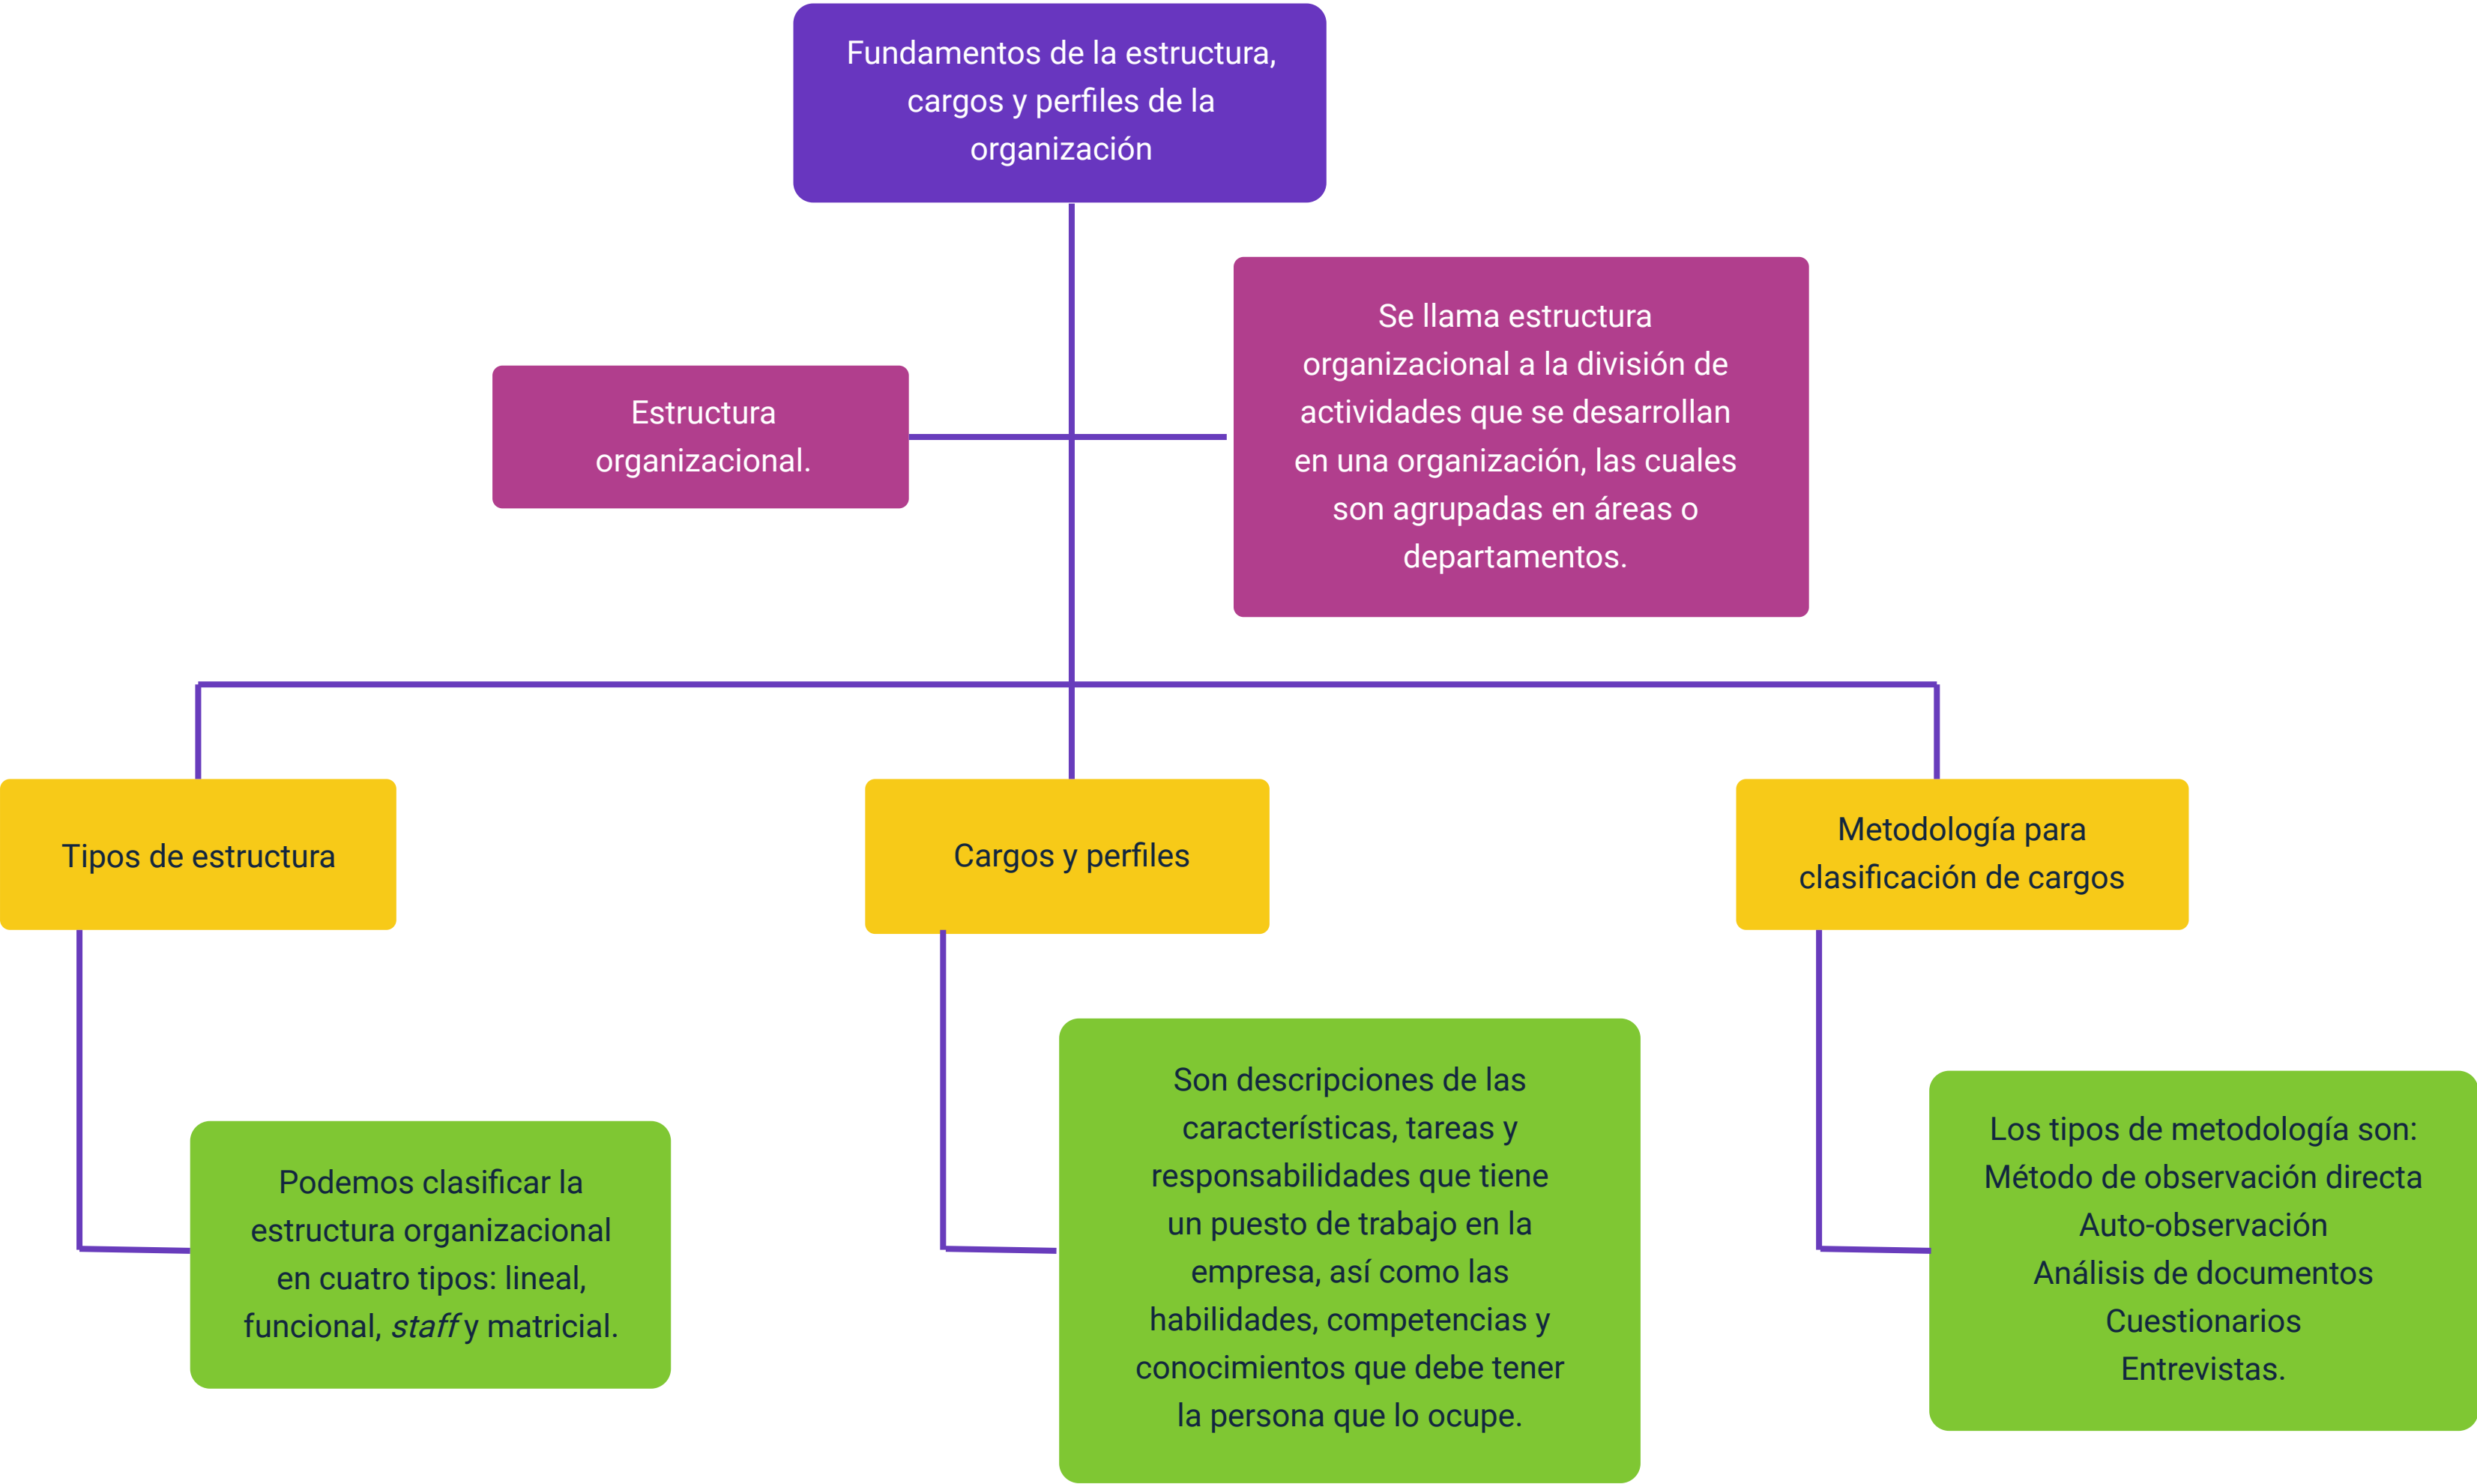 Fundamentos de la estructura,
cargos y perfiles de la
organización
Estructura
organizacional.
Se llama estructura
organizacional a la división de
actividades que se desarrollan
en una organización, las cuales
son agrupadas en áreas o
departamentos.
Tipos de estructura
Cargos y perfiles
Metodología para
clasificación de cargos
Podemos clasificar la
estructura organizacional
en cuatro tipos: lineal,
funcional, staff y matricial.
Son descripciones de las
características, tareas y
responsabilidades que tiene
un puesto de trabajo en la
empresa, así como las
habilidades, competencias y
conocimientos que debe tener
la persona que lo ocupe.
Los tipos de metodología son:
Método de observación directa
Auto-observación
Análisis de documentos
Cuestionarios
Entrevistas.